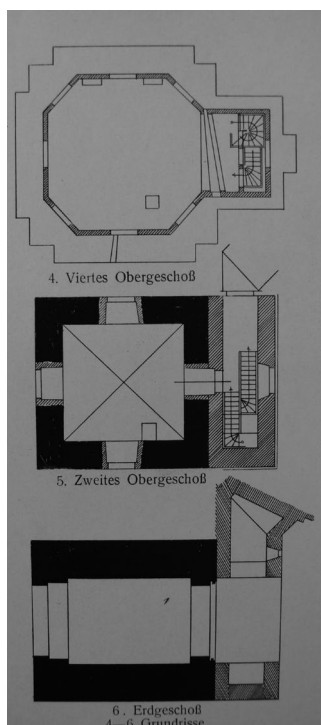 4. Viertes Obergeschoß
5. Zweites Obergeschoß
6. Erdgeschoß
4—6 Grundrisse